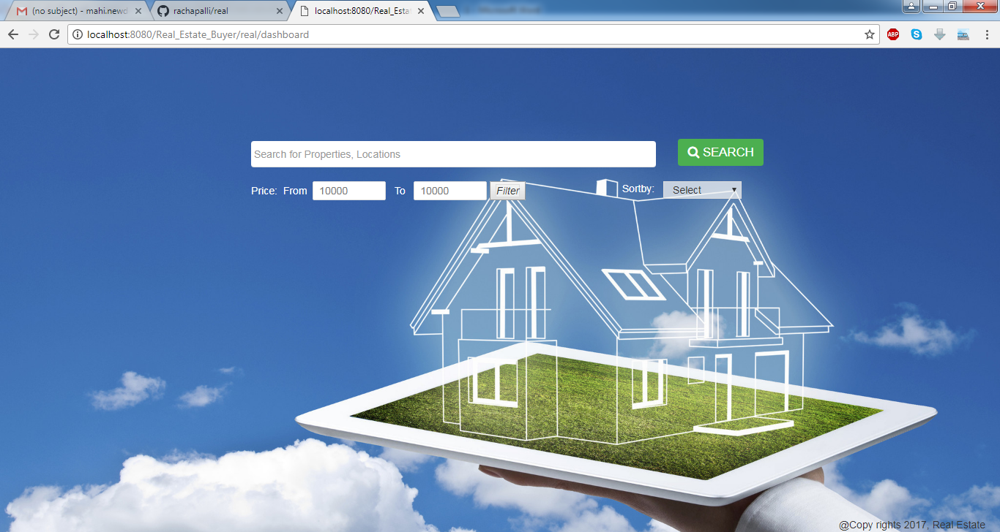 (no subject) - mahi.newd
rachapalli/real
localhost:8080/Real_Esta
localhost:8080/Real_Estate_Buyer/real/dashboard
ABP
Search for Properties, Locations
SEARCH
Price: From 10000 To 10000 Filter Sortby: Select
@Copy rights 2017, Real Estate